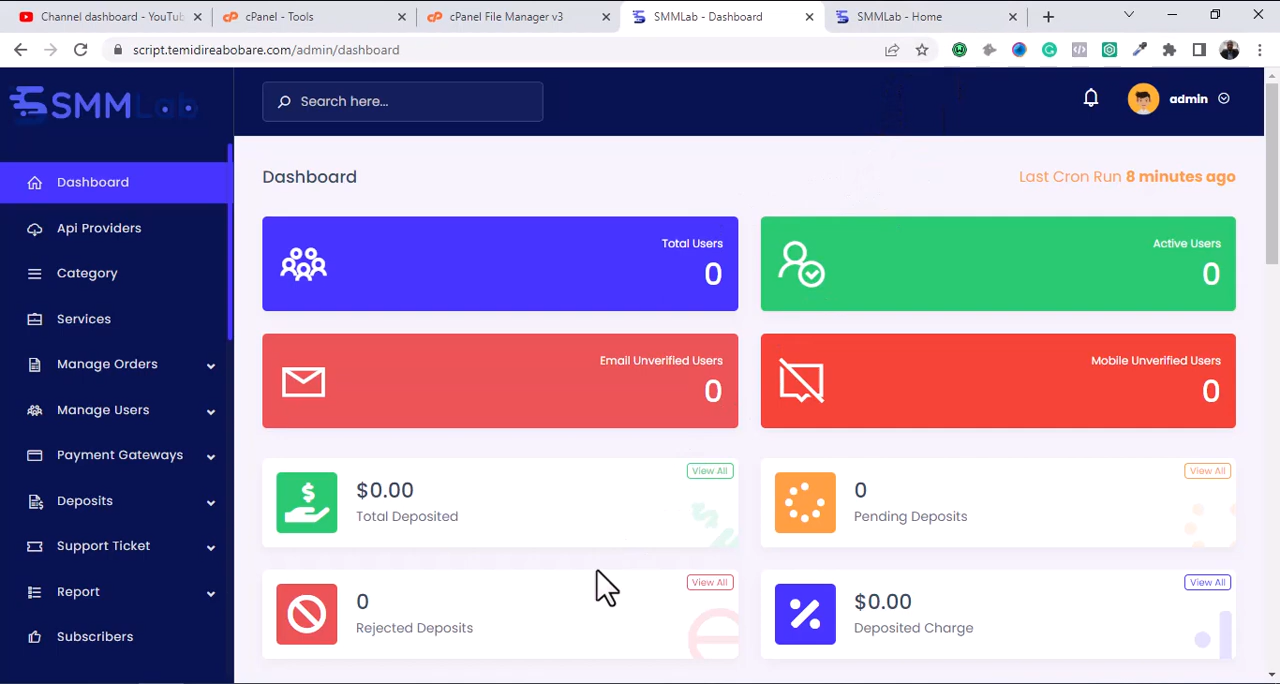 Channel dashboard - YouTu
cPanel - Tools
cPanel File Manager v3
SMMLab - Dashboard
SMMLab - Home
script.temidireabobare.com/admin/dashboard
SMMLab
Search here...
admin
Dashboard
Api Providers
Category
Services
Manage Orders
Manage Users
Payment Gateways
Deposits
Support Ticket
Report
Subscribers
Dashboard
Last Cron Run 8 minutes ago
Total Users
0
Active Users
0
Email Unverified Users
0
Mobile Unverified Users
0
View All
$0.00
Total Deposited
View All
0
Pending Deposits
View All
0
Rejected Deposits
View All
$0.00
Deposited Charge